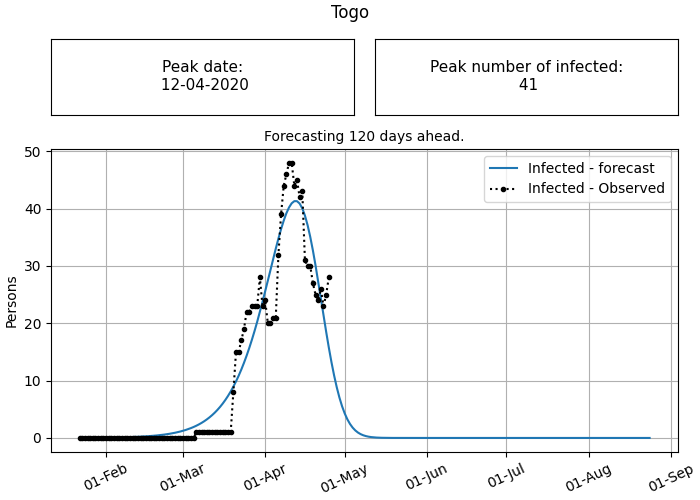 Togo
Peak date:
12-04-2020
Peak number of infected:
41
Forecasting 120 days ahead.
Infected - forecast
Infected - Observed
Persons
50
40
30
20
10
0
01-Feb
01-Mar
01-Apr
01-May
01-Jun
01-Jul
01-Aug
01-Sep